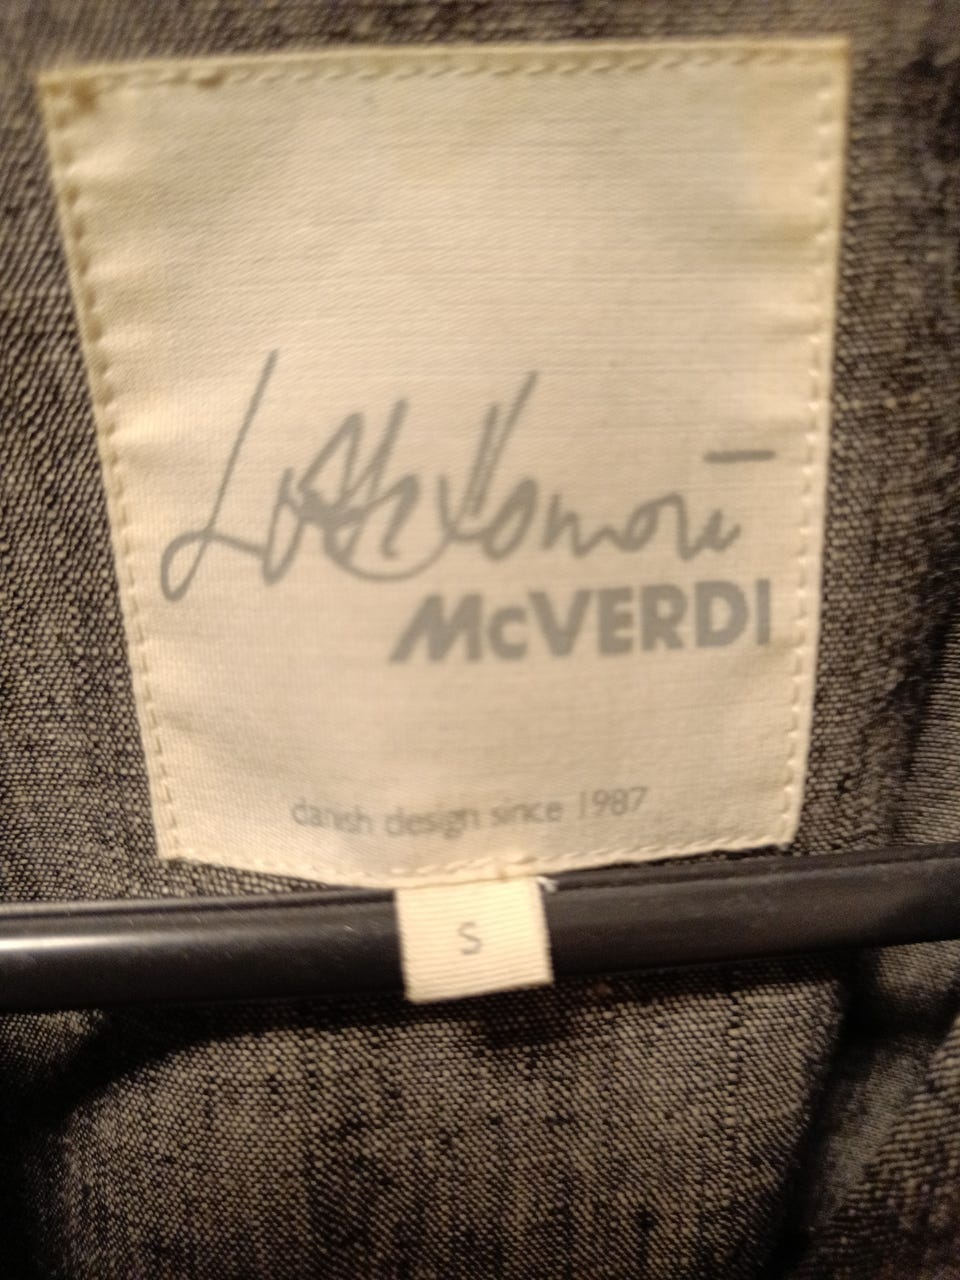 McVERDI
danish design since 1987
S